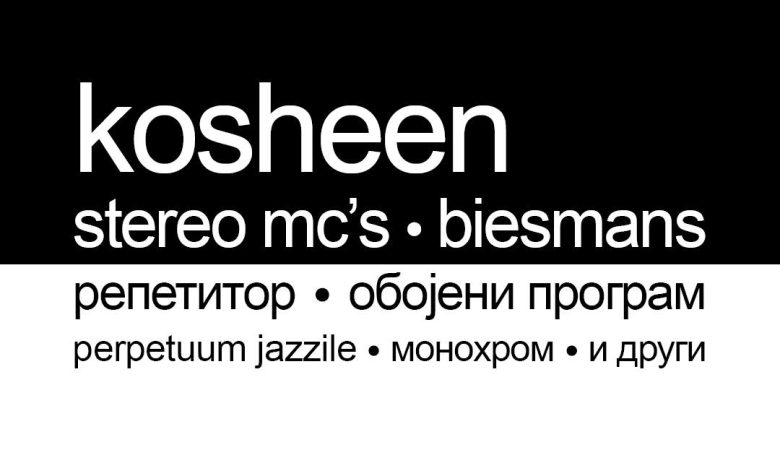 kosheen
stereo mc’s • biesmans
репетитор • обојени програм
perpetuum jazzile • монохром • и други